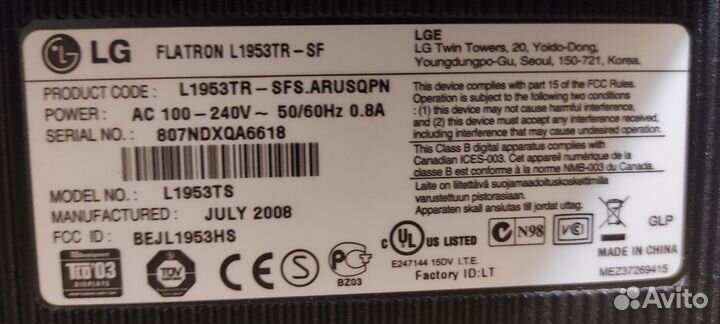 LG FLATRON L1953TR-SF
PRODUCT CODE: L1953TR-SFS.ARUSQPN
POWER: AC 100-240V~ 50/60Hz 0.8A
SERIAL NO.: 807NDXQA6618
MODEL NO.: L1953TS
MANUFACTURED: JULY 2008
FCC ID: BEJL1953HS
TCO'03
DISPLAYS
TÜV
CE
S
PG
BZ03
LGE
LG Twin Towers, 20, Yoido-Dong,
Youngdungpo-Gu, Seoul, 150-721, Korea.
This device complies with part 15 of the FCC Rules.
Operation is subject to the following two conditions
: (1) this device may not cause harmful interference,
and (2) this device must accept any interference received,
including interference that may cause undesired operation.
This Class B digital apparatus complies with
Canadian ICES-003. Cet appareil numérique de la
classe B est conforme à la norme NMB-003 du Canada.
Laite on liitettävä suojamaadoituskoskettimilla
varustettuun pistorasiaan.
Apparaten skall anslutas till jordat uttag.
c UL US LISTED
N98
VCI
GLP
E247144 15DV I.T.E.
Factory ID:LT
MADE IN CHINA
MEZ37269415
Avito